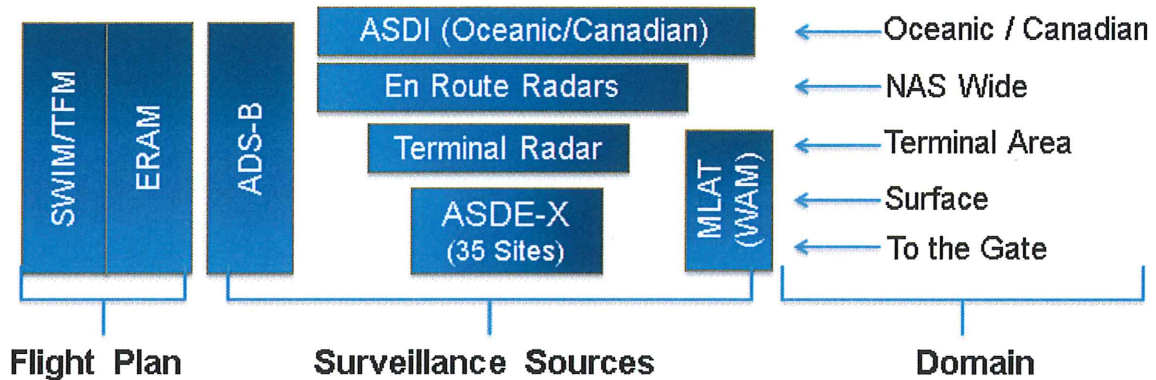 SWIM/TFM
ERAM
ADS-B
ASDI (Oceanic/Canadian)
En Route Radars
Terminal Radar
ASDE-X
(35 Sites)
MLAT
(WAM)
Oceanic / Canadian
NAS Wide
Terminal Area
Surface
To the Gate
Flight Plan
Surveillance Sources
Domain